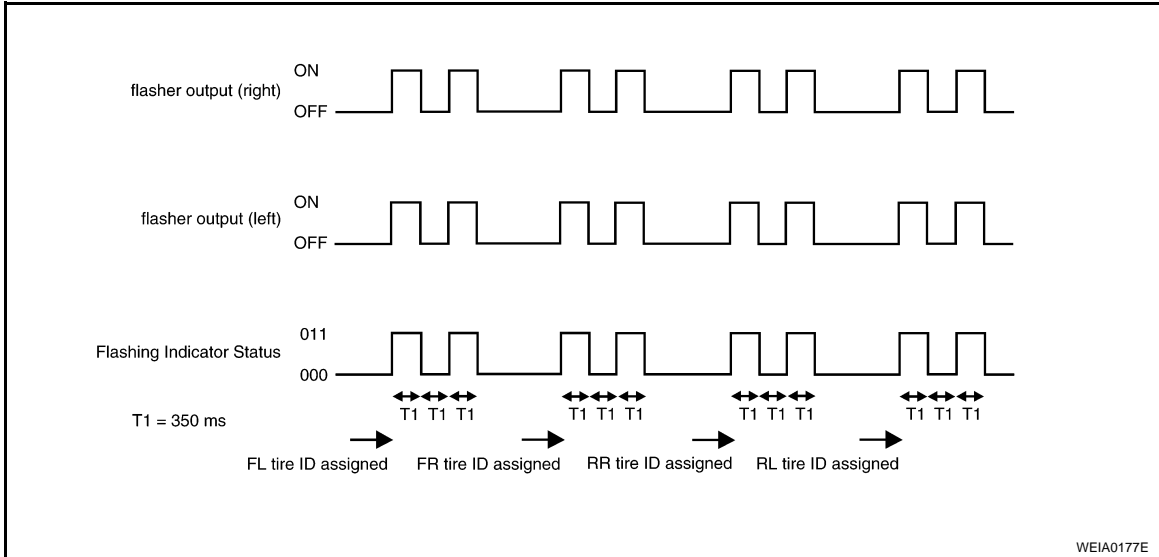 ON
flasher output (right)
OFF
ON
flasher output (left)
OFF
011
Flashing Indicator Status
000
T1 T1 T1 T1 T1 T1 T1 T1 T1 T1 T1 T1
T1 = 350 ms
FL tire ID assigned FR tire ID assigned RR tire ID assigned RL tire ID assigned
WEIA0177E